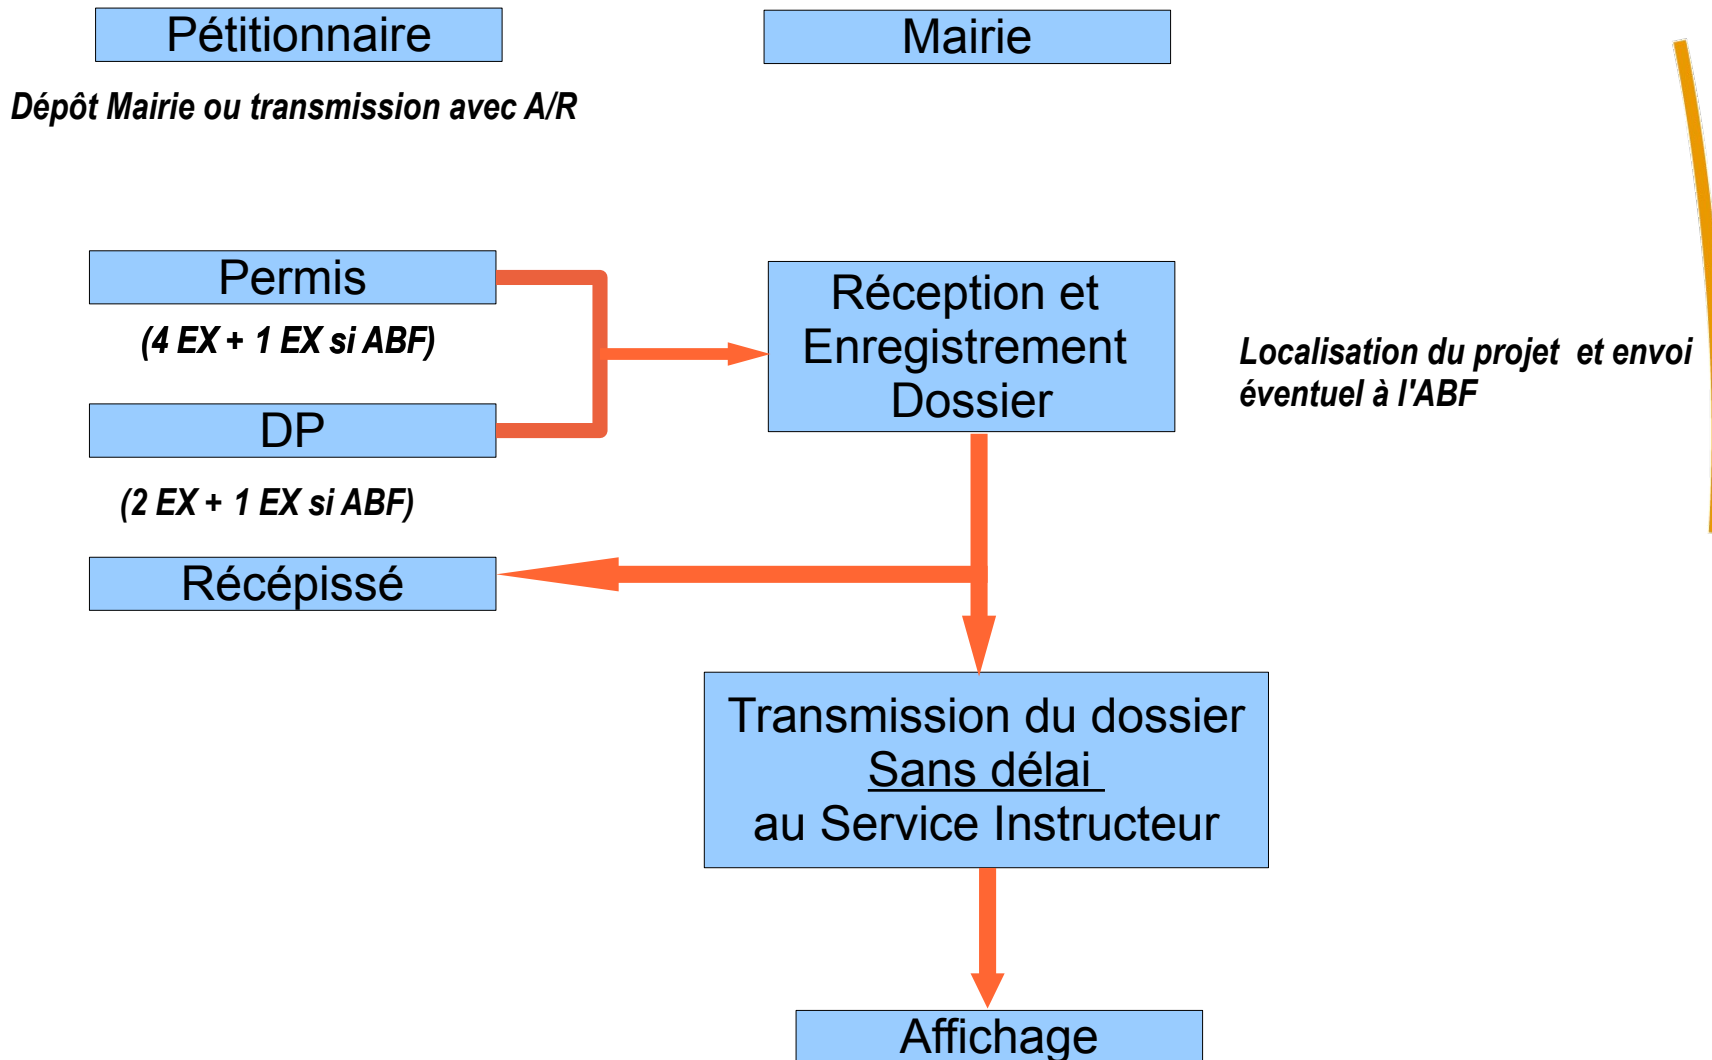 Pétitionnaire
Mairie
Dépôt Mairie ou transmission avec A/R
Permis
(4 EX + 1 EX si ABF)
DP
(2 EX + 1 EX si ABF)
Récépissé
Réception et
Enregistrement
Dossier
Localisation du projet et envoi
éventuel à l'ABF
Transmission du dossier
Sans délai
au Service Instructeur
Affichage